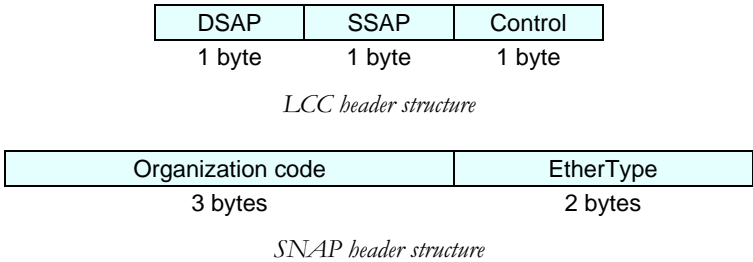 DSAP SSAP Control
1 byte 1 byte 1 byte
LCC header structure
Organization code EtherType
3 bytes 2 bytes
SNAP header structure